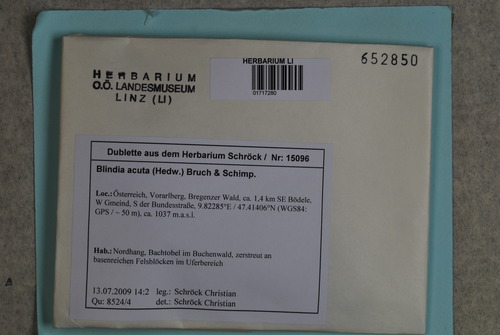 HERBARIUM
O.Ö. LANDESMUSEUM
LINZ (LI)
HERBARIUM LI
01717280
652850
Dublette aus dem Herbarium Schröck / Nr: 15096
Blindia acuta (Hedw.) Bruch & Schimp.
Loc.: Österreich, Vorarlberg, Bregenzer Wald, ca. 1,4 km SE Bödele,
W Gmeind, S der Bundesstraße, 9.82285°E / 47.41406°N (WGS84:
GPS / ~ 50 m), ca. 1037 m.a.s.l.
Hab.: Nordhang, Bachtobel im Buchenwald, zerstreut an
basenreichen Felsblöcken im Uferbereich
13.07.2009 14:2 leg.: Schröck Christian
Qu: 8524/4 det.: Schröck Christian